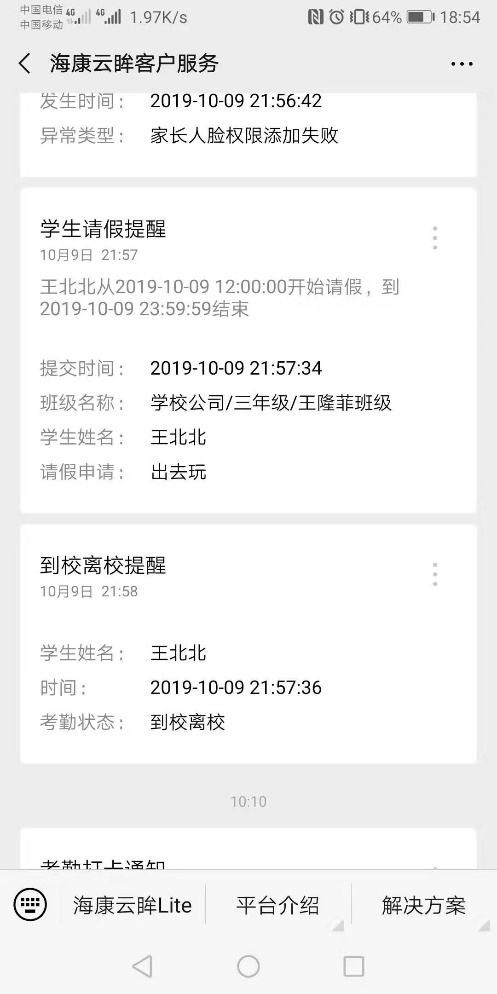 中国电信 4G 4G 1.97K/s 64% 18:54
中国移动
海康云眸客户服务
发生时间： 2019-10-09 21:56:42
异常类型： 家长人脸权限添加失败
学生请假提醒
10月9日 21:57
王北北从2019-10-09 12:00:00开始请假，到
2019-10-09 23:59:59结束
提交时间： 2019-10-09 21:57:34
班级名称： 学校公司/三年级/王隆菲班级
学生姓名： 王北北
请假申请： 出去玩
到校离校提醒
10月9日 21:58
学生姓名： 王北北
时间： 2019-10-09 21:57:36
考勤状态： 到校离校
10:10
考勤打卡通知
海康云眸Lite 平台介绍 解决方案